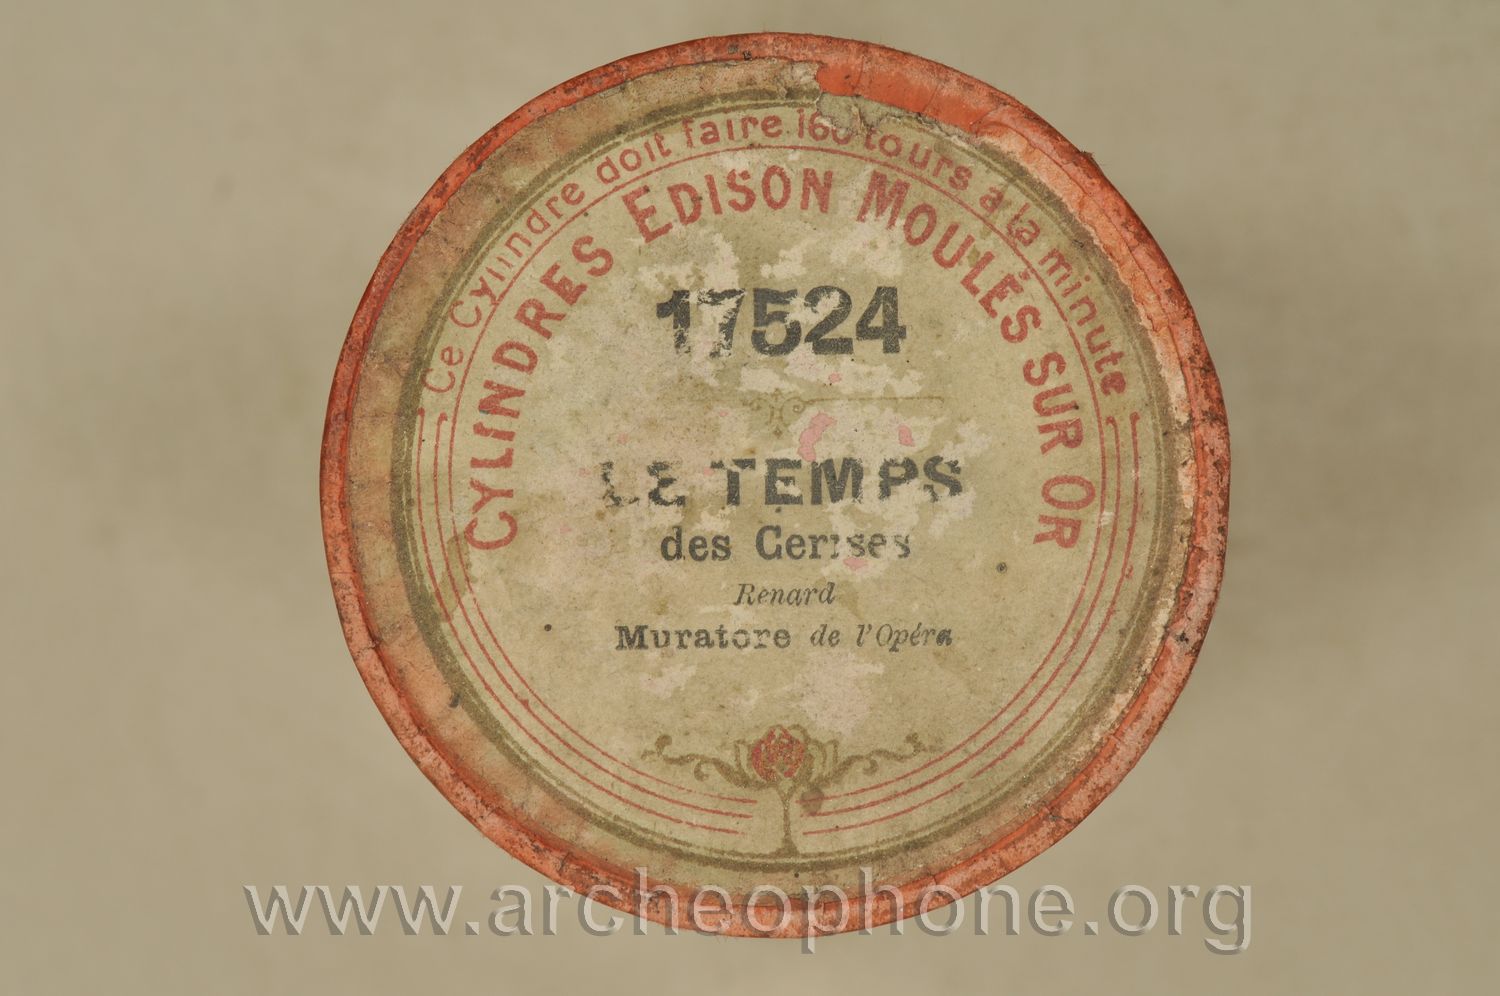 Ce Cylindre doit faire 160 tours à la minute
CYLINDRES EDISON MOULÉS SUR OR
17524
LE TEMPS
des Cerises
Renard
Muratore de l'Opéra
www.archeophone.org